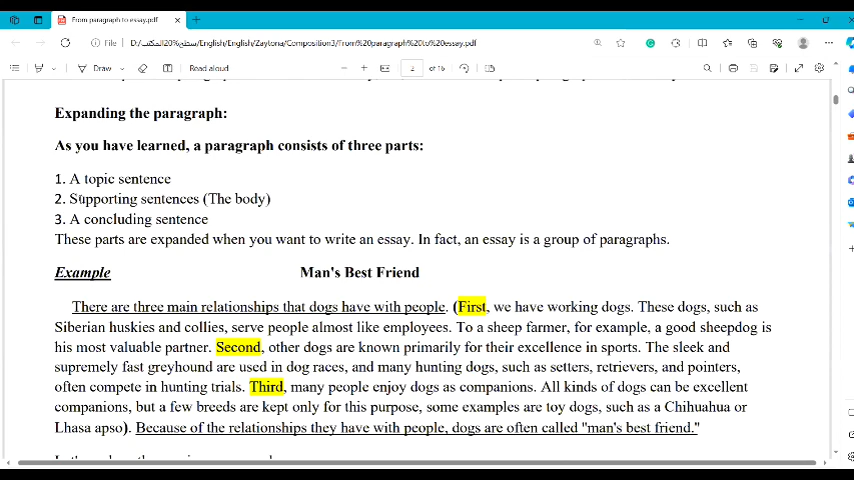 From paragraph to essay.pdf
File
D:/سطح%20المكتب/English/English/Zaytona/Composition3/From%20paragraph%20to%20essay.pdf
Draw
Read aloud
2 of 16
Expanding the paragraph:
As you have learned, a paragraph consists of three parts:
1. A topic sentence
2. Supporting sentences (The body)
3. A concluding sentence
These parts are expanded when you want to write an essay. In fact, an essay is a group of paragraphs.
Example Man's Best Friend
There are three main relationships that dogs have with people. (First, we have working dogs. These dogs, such as
Siberian huskies and collies, serve people almost like employees. To a sheep farmer, for example, a good sheepdog is
his most valuable partner. Second, other dogs are known primarily for their excellence in sports. The sleek and
supremely fast greyhound are used in dog races, and many hunting dogs, such as setters, retrievers, and pointers,
often compete in hunting trials. Third, many people enjoy dogs as companions. All kinds of dogs can be excellent
companions, but a few breeds are kept only for this purpose, some examples are toy dogs, such as a Chihuahua or
Lhasa apso). Because of the relationships they have with people, dogs are often called "man's best friend."